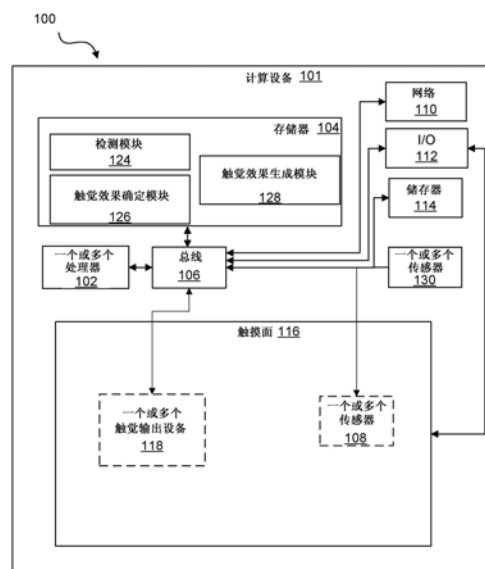 100
计算设备 101
网络
110
存储器 104
检测模块
124
触觉效果生成模块
128
触觉效果确定模块
126
I/O
112
储存器
114
一个或多个
处理器
102
总线
106
一个或多个
传感器
130
触摸面 116
一个或多个
触觉输出设备
118
一个或多个
传感器
108